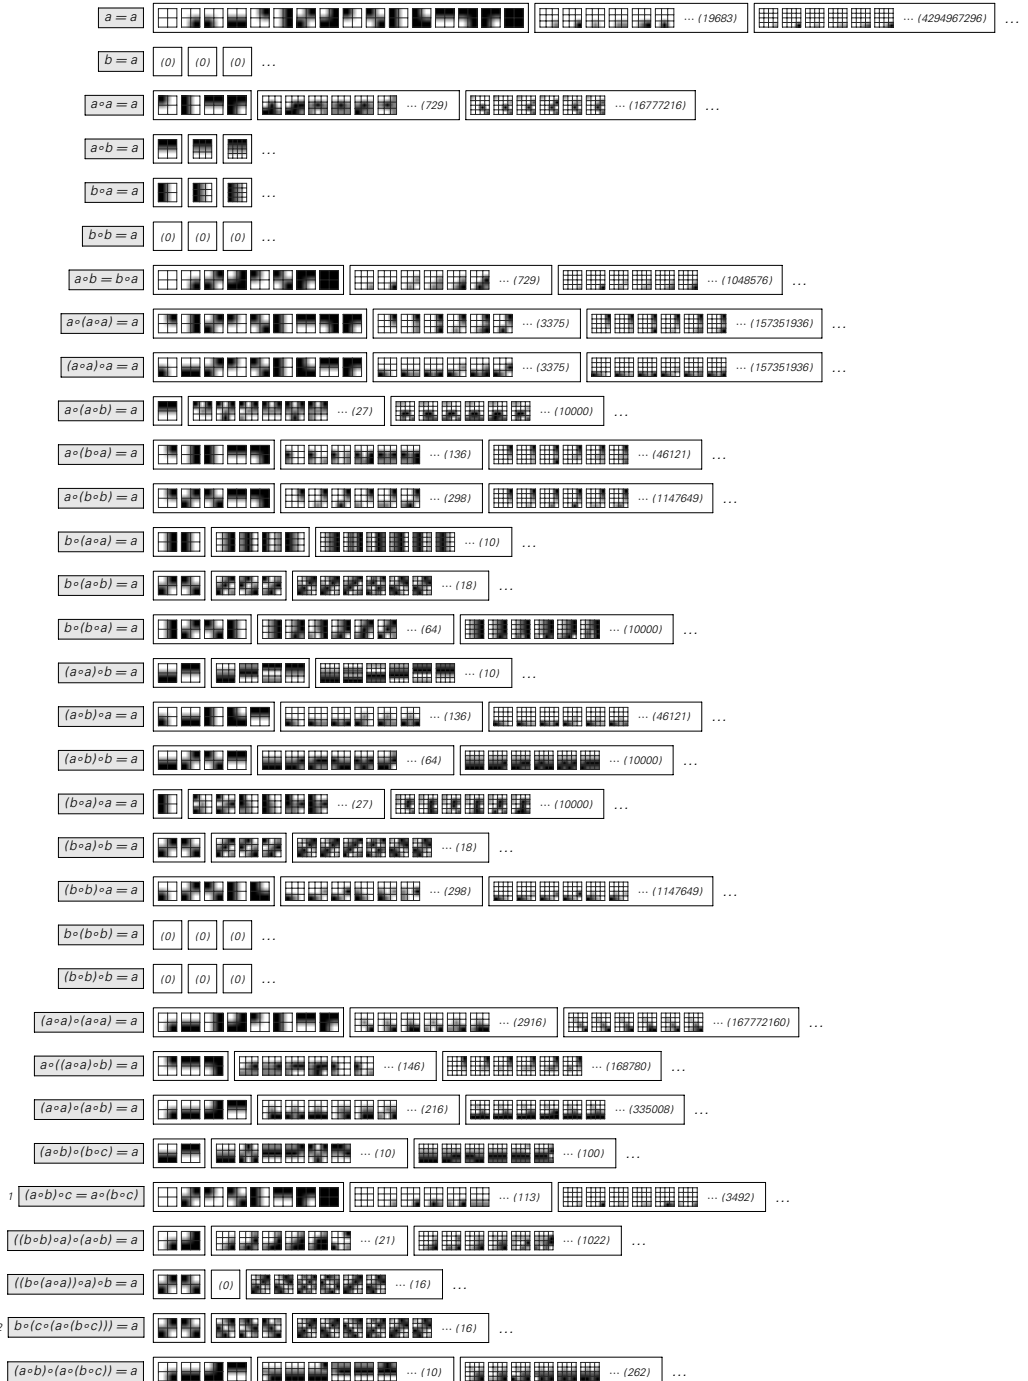 a = a ··· (19683) ··· (4294967296) ...
b = a (0) (0) (0) ...
a∘a = a ··· (729) ··· (16777216) ...
a∘b = a ...
b∘a = a ...
b∘b = a (0) (0) (0) ...
a∘b = b∘a ··· (729) ··· (1048576) ...
a∘(a∘a) = a ··· (3375) ··· (157351936) ...
(a∘a)∘a = a ··· (3375) ··· (157351936) ...
a∘(a∘b) = a ··· (27) ··· (10000) ...
a∘(b∘a) = a ··· (136) ··· (46121) ...
a∘(b∘b) = a ··· (298) ··· (1147649) ...
b∘(a∘a) = a ··· (10) ...
b∘(a∘b) = a ··· (18) ...
b∘(b∘a) = a ··· (64) ··· (10000) ...
(a∘a)∘b = a ··· (10) ...
(a∘b)∘a = a ··· (136) ··· (46121) ...
(a∘b)∘b = a ··· (64) ··· (10000) ...
(b∘a)∘a = a ··· (27) ··· (10000) ...
(b∘a)∘b = a ··· (18) ...
(b∘b)∘a = a ··· (298) ··· (1147649) ...
b∘(b∘b) = a (0) (0) (0) ...
(b∘b)∘b = a (0) (0) (0) ...
(a∘a)∘(a∘a) = a ··· (2916) ··· (167772160) ...
a∘((a∘a)∘b) = a ··· (146) ··· (168780) ...
(a∘a)∘(a∘b) = a ··· (216) ··· (335008) ...
(a∘b)∘(b∘c) = a ··· (10) ··· (100) ...
1 (a∘b)∘c = a∘(b∘c) ··· (113) ··· (3492) ...
((b∘b)∘a)∘(a∘b) = a ··· (21) ··· (1022) ...
((b∘(a∘a))∘a)∘b = a (0) ··· (16) ...
2 b∘(c∘(a∘(b∘c))) = a ··· (16) ...
(a∘b)∘(a∘(b∘c)) = a ··· (10) ··· (262) ...